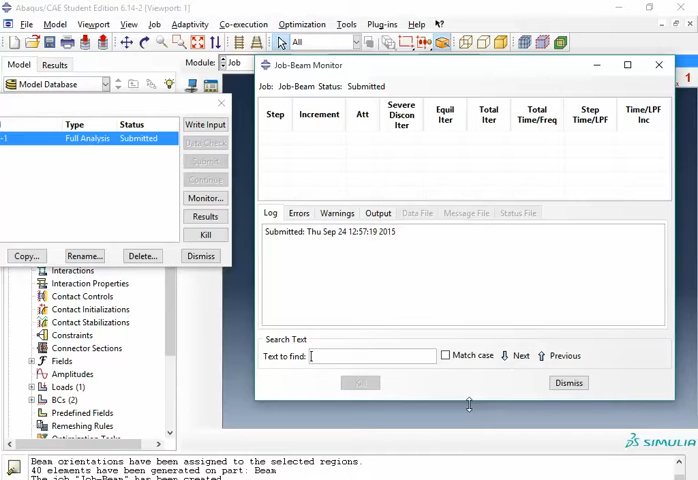 Abaqus/CAE Student Edition 6.14-2 [Viewport: 1]
File Model Viewport View Job Adaptivity Co-execution Optimization Tools Plug-ins Help
All
Model Results Module: Job
Model Database
1
Job-Beam Monitor
Job: Job-Beam Status: Submitted
Step Increment Att Severe Discon Iter Equil Iter Total Iter Total Time/Freq Step Time/LPF Time/LPF Inc
Log Errors Warnings Output Data File Message File Status File
Submitted: Thu Sep 24 12:57:19 2015
Search Text
Text to find: Match case Next Previous
Kill Dismiss
Type Status
-1 Full Analysis Submitted
Write Input
Data Check
Submit
Continue
Monitor...
Results
Kill
Copy... Rename... Delete... Dismiss
Interactions
Interaction Properties
Contact Controls
Contact Initializations
Contact Stabilizations
Constraints
Connector Sections
Fields
Amplitudes
Loads (1)
BCs (2)
Predefined Fields
Remeshing Rules
SIMULIA
Beam orientations have been assigned to the selected regions.
40 elements have been generated on part: Beam
The job "Job-Beam" has been created.